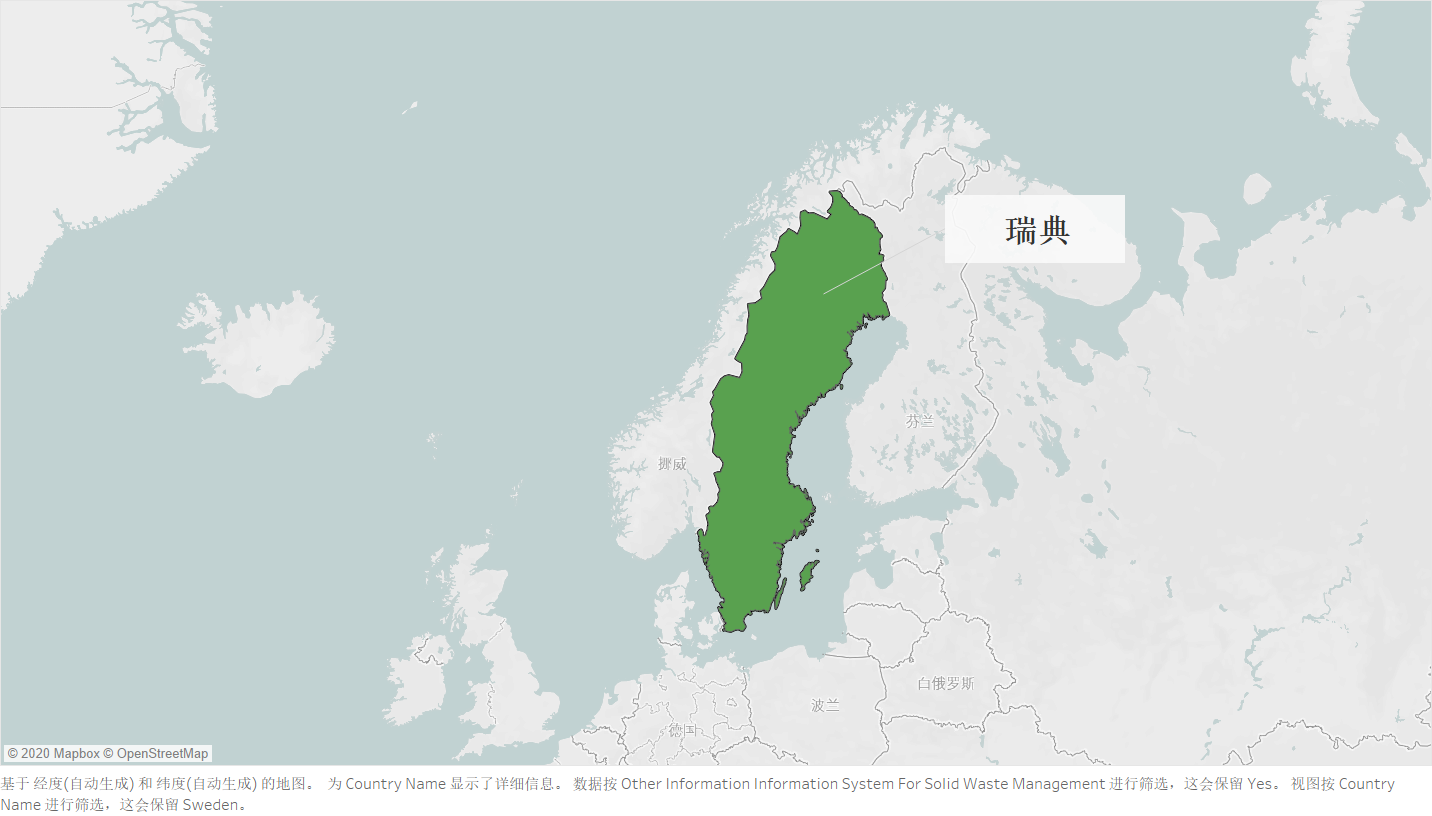 瑞典
芬兰
挪威
白俄罗斯
波兰
德国
© 2020 Mapbox © OpenStreetMap
基于 经度(自动生成) 和 纬度(自动生成) 的地图。 为 Country Name 显示了详细信息。 数据按 Other Information Information System For Solid Waste Management 进行筛选，这会保留 Yes。 视图按 Country
Name 进行筛选，这会保留 Sweden。